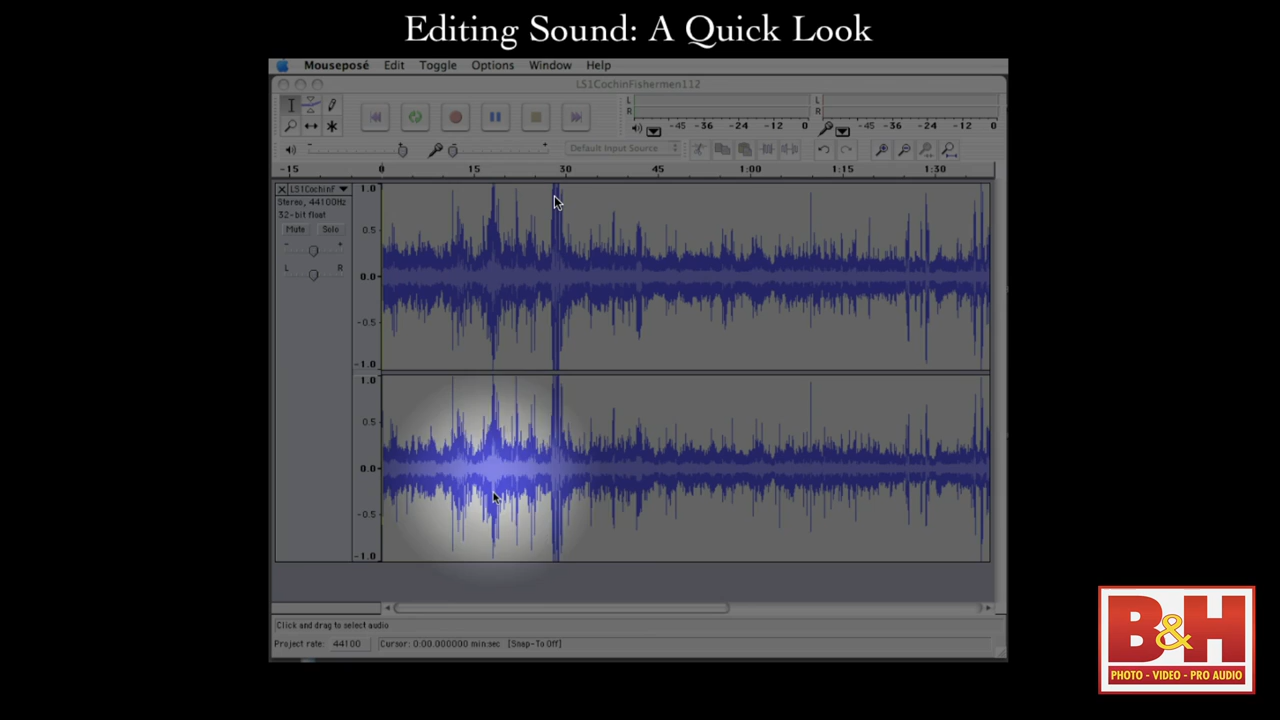 Editing Sound: A Quick Look
Mouseposé Edit Toggle Options Window Help
LS1CochinFishermen112
L
R
-45 -36 -24 -12 0
L
R
-45 -36 -24 -12 0
Default Input Source
-15 0 15 30 45 1:00 1:15 1:30
LS1CochinF
Stereo, 44100Hz
32-bit float
Mute Solo
- +
L R
1.0
0.5
0.0
-0.5
-1.0
1.0
0.5
0.0
-0.5
-1.0
Click and drag to select audio
Project rate: 44100 Cursor: 0:00.000000 min:sec [Snap-To Off]
B&H
PHOTO - VIDEO - PRO AUDIO